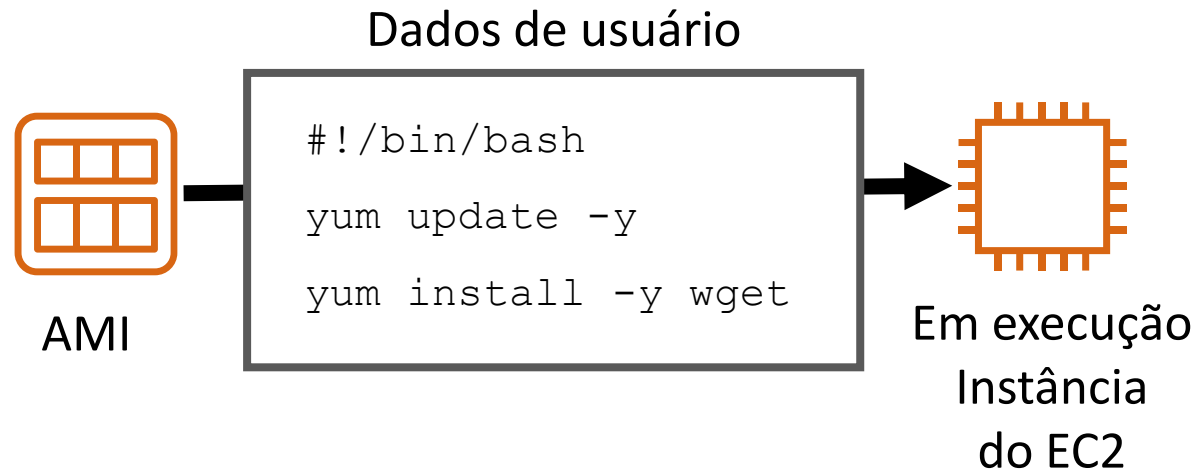 Dados de usuário
#!/bin/bash
yum update -y
yum install -y wget
AMI
Em execução
Instância
do EC2